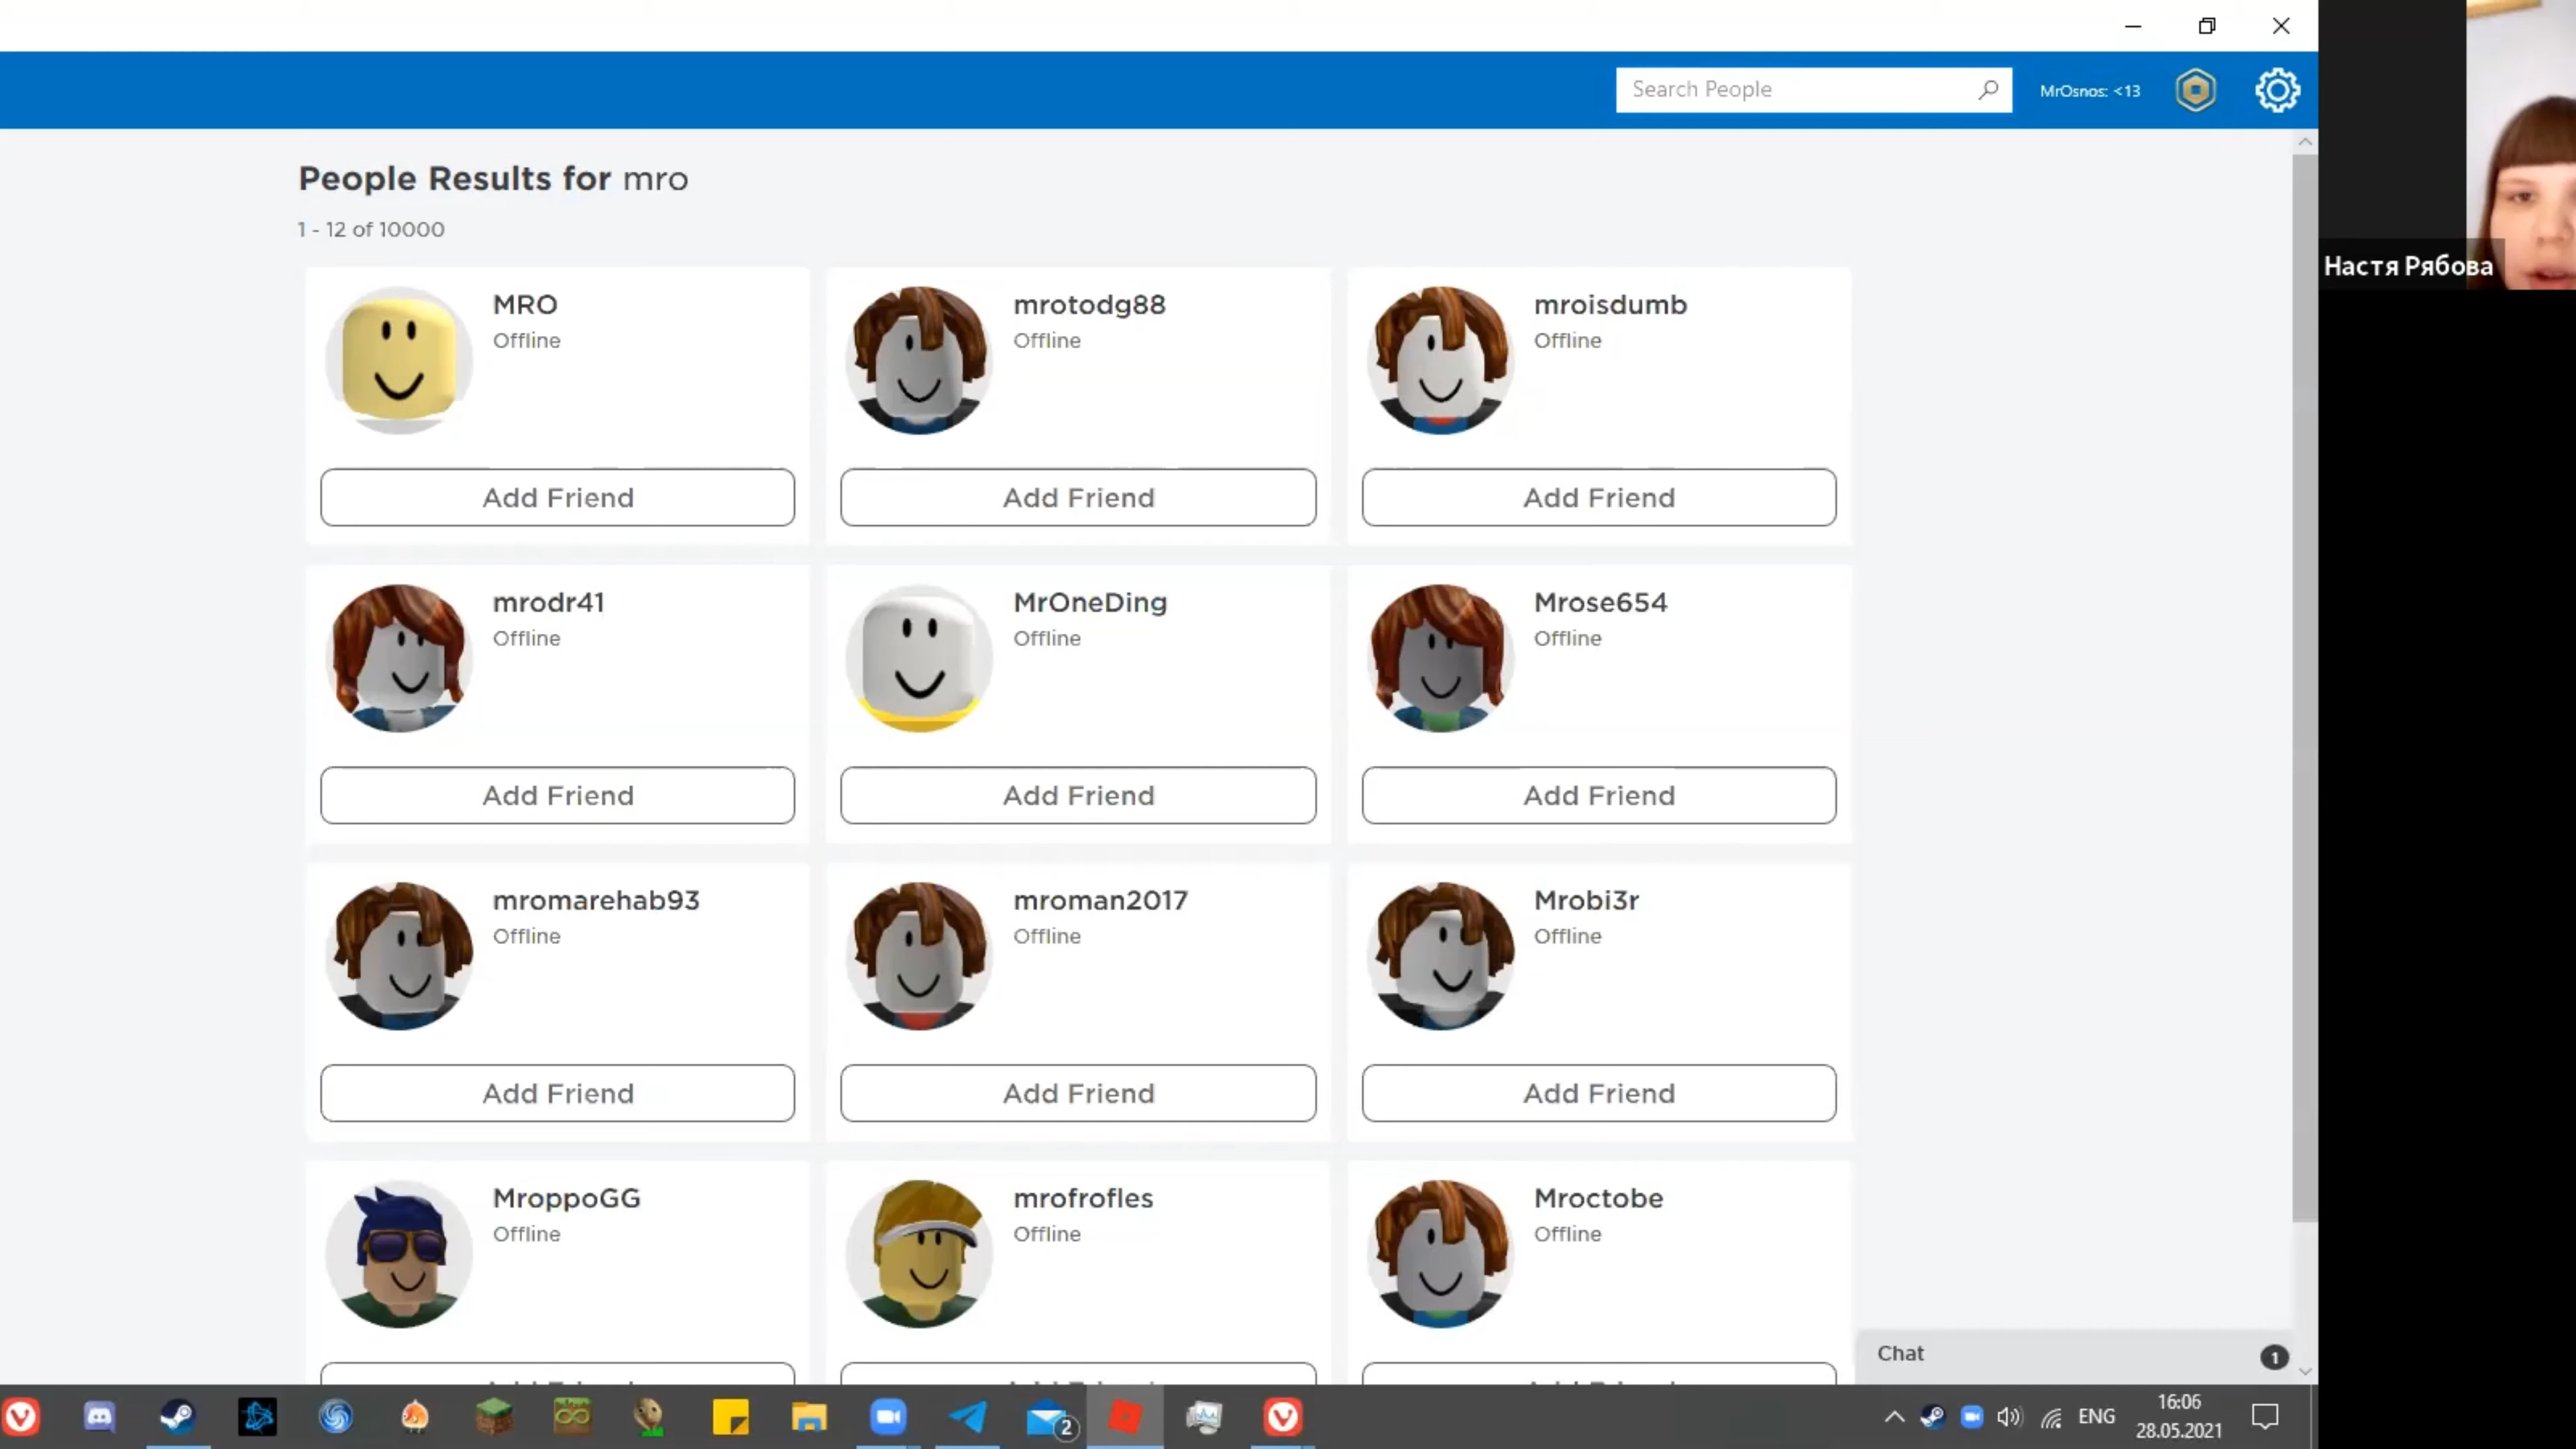 Search People
MrOsnos: <13
People Results for mro
1 - 12 of 10000
MRO
Offline
mrotodg88
Offline
mroisdumb
Offline
Add Friend
Add Friend
Add Friend
mrodr41
Offline
MrOneDing
Offline
Mrose654
Offline
Add Friend
Add Friend
Add Friend
mromarehab93
Offline
mroman2017
Offline
Mrobi3r
Offline
Add Friend
Add Friend
Add Friend
MroppoGG
Offline
mrofrofles
Offline
Mroctobe
Offline
Chat
1
2
ENG
16:06
28.05.2021
Настя Рябова